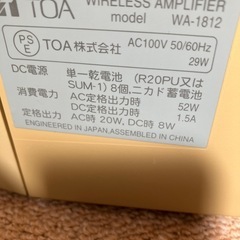 TOA WIRELESS AMPLIFIER
model WA-1812
PS E TOA株式会社 AC100V 50/60Hz
29W
DC電源 単一乾電池 (R20PU又は
SUM-1) 8個, ニカド蓄電池
消費電力 AC定格出力時 52W
DC定格出力時 1.5A
定格出力 AC時 20W, DC時 8W
ENGINEERED IN JAPAN, ASSEMBLED IN CHINA